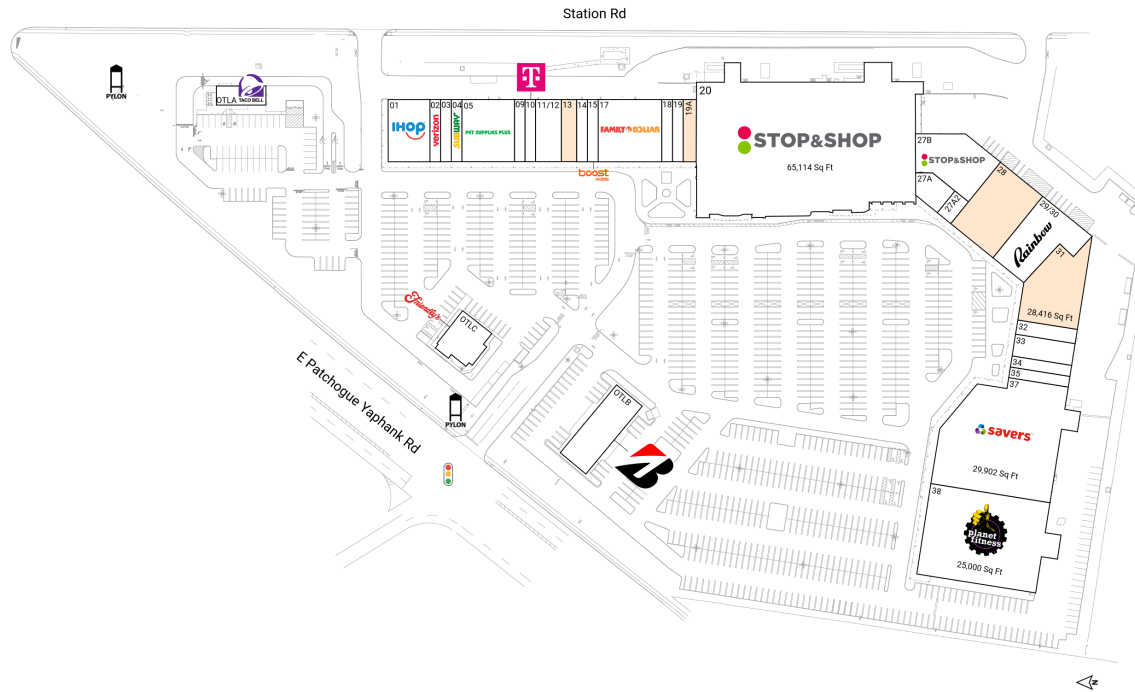 Station Rd
PYLON
OTLA
TACO BELL
01
IHOP
02
verizon
03
04
SUBWAY
05
PET SUPPLIES PLUS
09
10
11/12
13
14
15
17
FAMILY DOLLAR
18
19
19A
boost
mobile
20
STOP&SHOP
65,114 Sq Ft
27B
STOP&SHOP
27A
27A2
28
29/30
Rainbow
31
28,416 Sq Ft
32
33
34
35
37
savers
29,902 Sq Ft
38
planet
fitness
25,000 Sq Ft
Friendly's
OTLC
OTLB
PYLON
E Patchogue Yaphank Rd
N